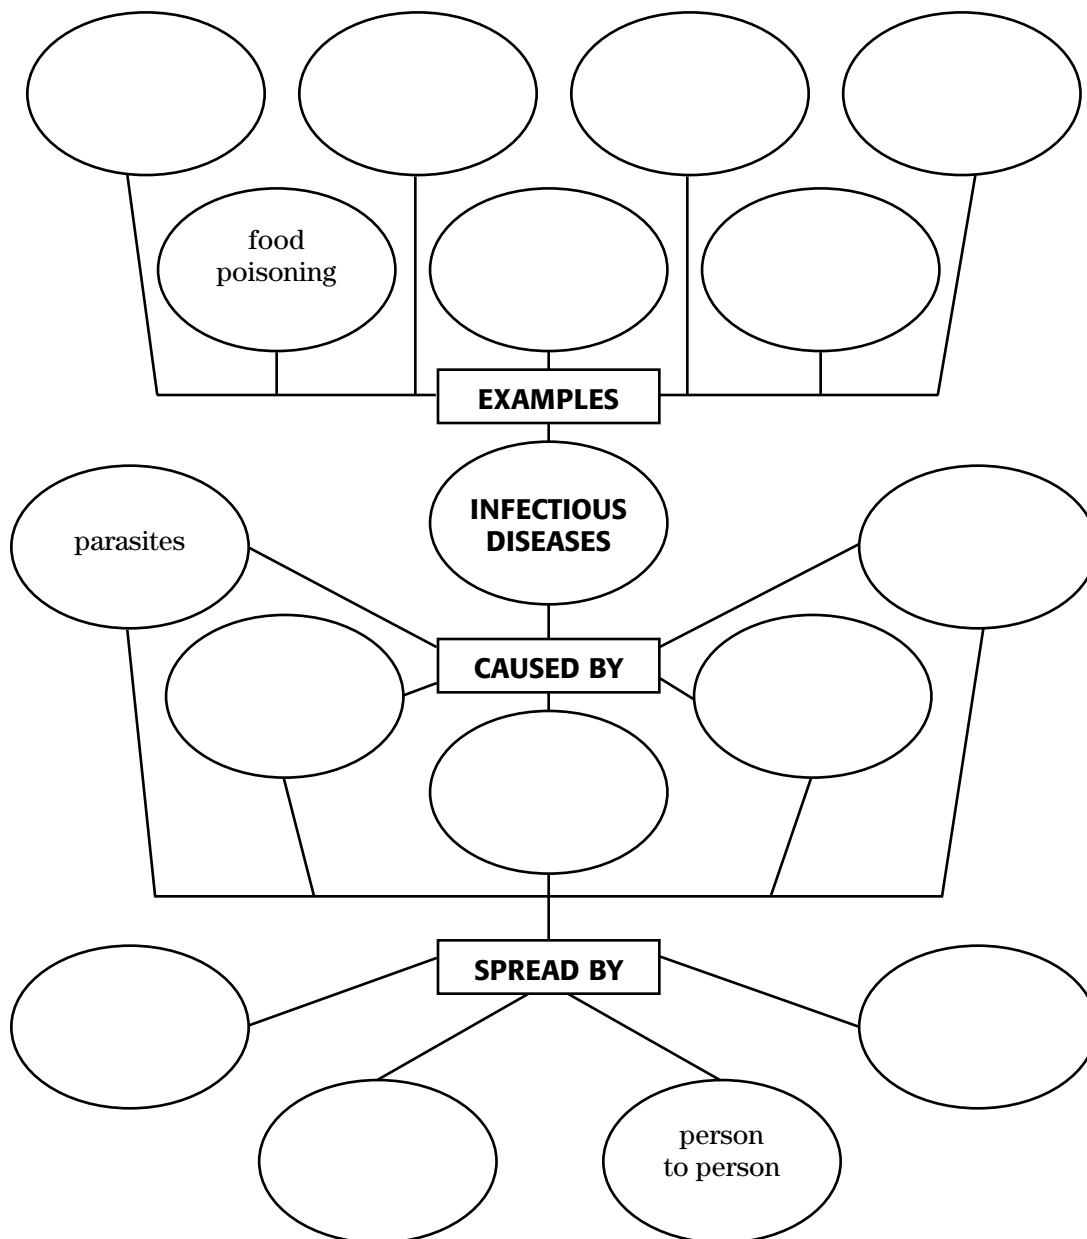 food
poisoning
EXAMPLES
INFECTIOUS
DISEASES
parasites
CAUSED BY
SPREAD BY
person
to person